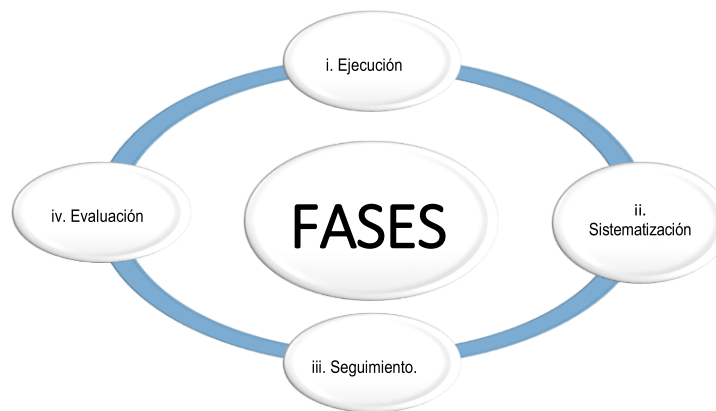 i. Ejecución
iv. Evaluación
FASES
ii.
Sistematización
iii. Seguimiento.